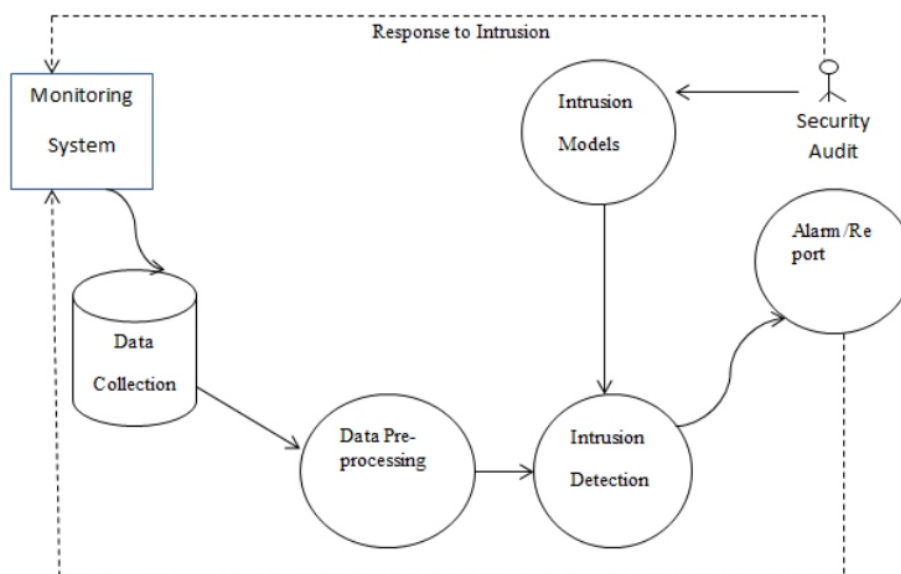 Response to Intrusion
Monitoring
System
Intrusion
Models
Security
Audit
Alarm/Re
port
Data
Collection
Data Pre-
processing
Intrusion
Detection